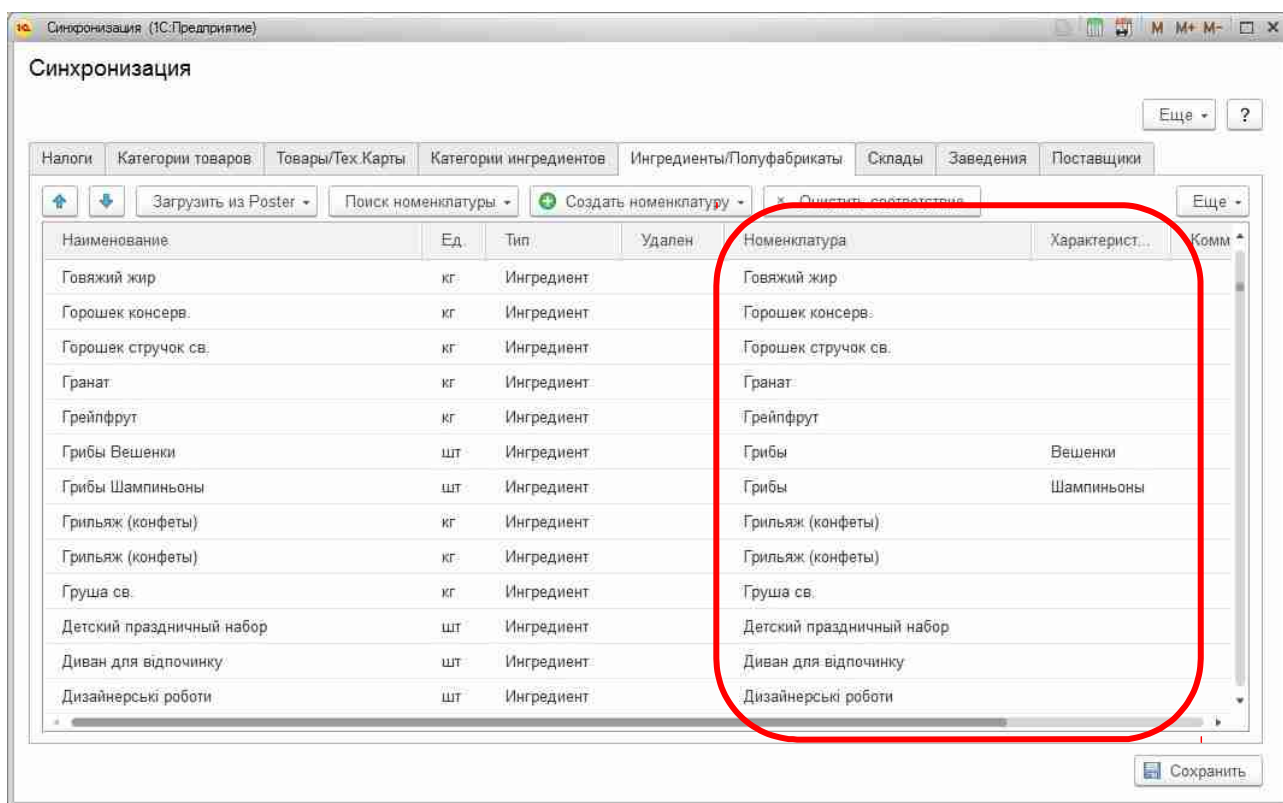 1С Синхронизация (1С:Предприятие) M M+ M-
Синхронизация
Еще ?
Налоги Категории товаров Товары/Тех.Карты Категории ингредиентов Ингредиенты/Полуфабрикаты Склады Заведения Поставщики
Загрузить из Poster Поиск номенклатуры Создать номенклатуру Очистить соответствие Еще
Наименование Ед. Тип Удален Номенклатура Характерист... Комм
Говяжий жир кг Ингредиент Говяжий жир
Горошек консерв. кг Ингредиент Горошек консерв.
Горошек стручок св. кг Ингредиент Горошек стручок св.
Гранат кг Ингредиент Гранат
Грейпфрут кг Ингредиент Грейпфрут
Грибы Вешенки шт Ингредиент Грибы Вешенки
Грибы Шампиньоны шт Ингредиент Грибы Шампиньоны
Грильяж (конфеты) кг Ингредиент Грильяж (конфеты)
Грильяж (конфеты) кг Ингредиент Грильяж (конфеты)
Груша св. кг Ингредиент Груша св.
Детский праздничный набор шт Ингредиент Детский праздничный набор
Диван для відпочинку шт Ингредиент Диван для відпочинку
Дизайнерські роботи шт Ингредиент Дизайнерські роботи
Сохранить